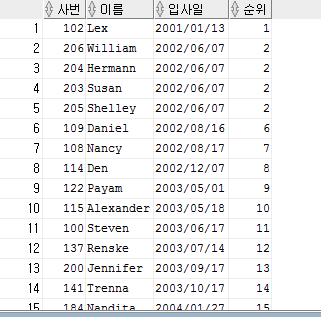 사번 이름 입사일 순위
1 102 Lex 2001/01/13 1
2 206 William 2002/06/07 2
3 204 Hermann 2002/06/07 2
4 203 Susan 2002/06/07 2
5 205 Shelley 2002/06/07 2
6 109 Daniel 2002/08/16 6
7 108 Nancy 2002/08/17 7
8 114 Den 2002/12/07 8
9 122 Payam 2003/05/01 9
10 115 Alexander 2003/05/18 10
11 100 Steven 2003/06/17 11
12 137 Renske 2003/07/14 12
13 200 Jennifer 2003/09/17 13
14 141 Trenna 2003/10/17 14
15 184 Nandita 2004/01/27 15